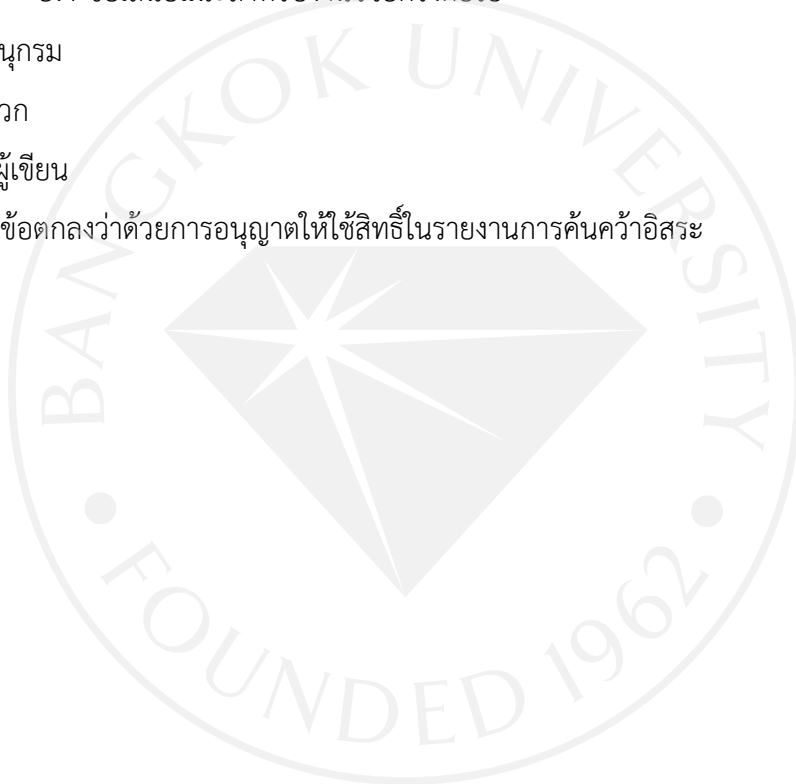 นุกรม
วก
ผู้เขียน
ข้อตกลงว่าด้วยการอนุญาตให้ใช้สิทธิ์ในรายงานการค้นคว้าอิสระ
BANGKOK UNIVERSITY
• FOUNDED 1962 •